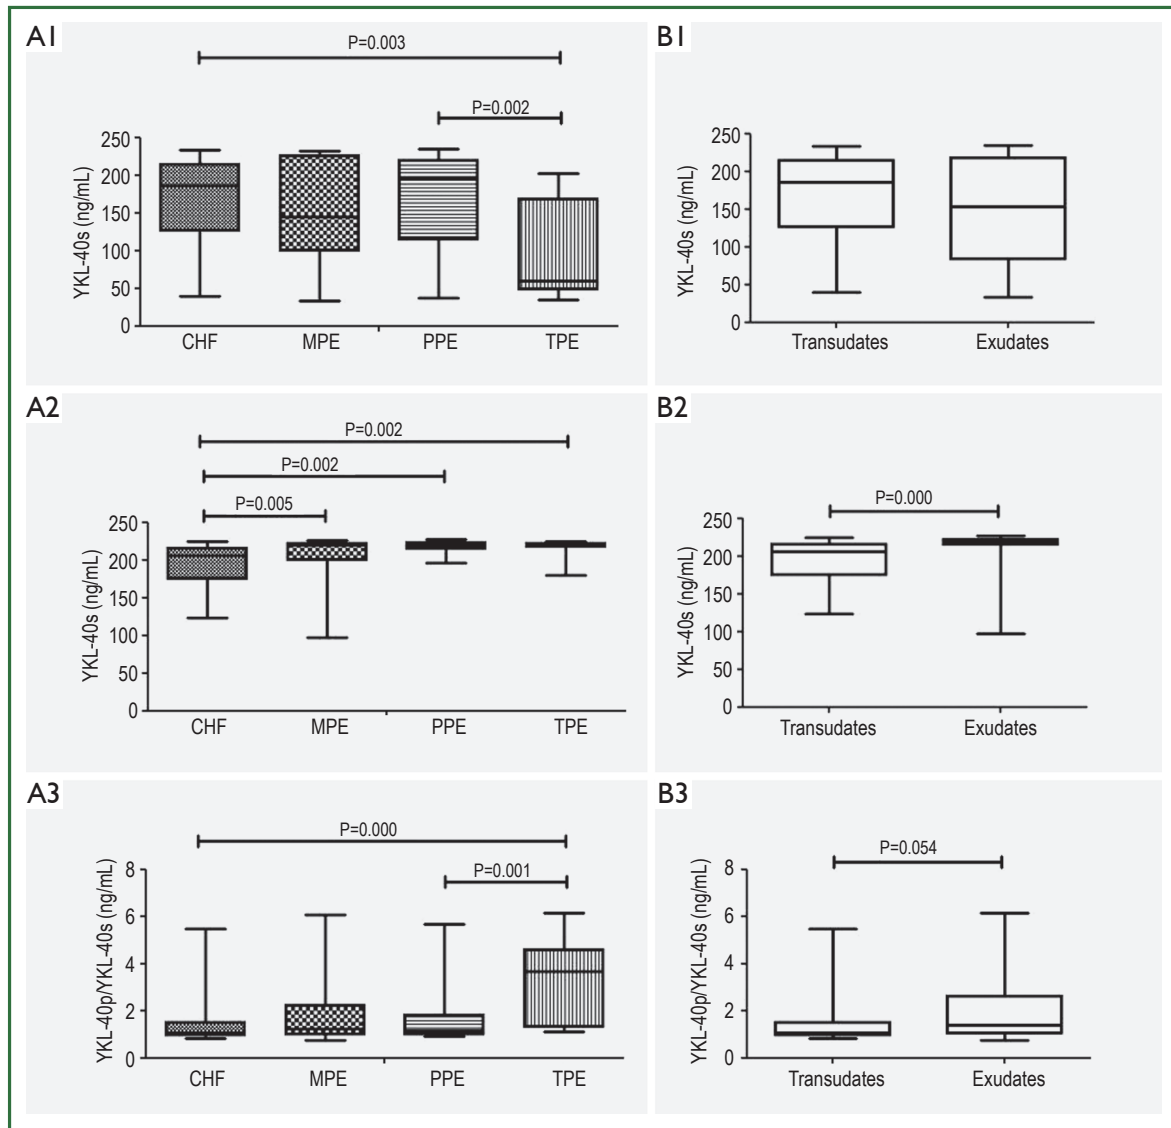 A1
P=0.003
P=0.002
YKL-40s (ng/mL)
250
200
150
100
50
0
CHF MPE PPE TPE
B1
YKL-40s (ng/mL)
250
200
150
100
50
0
Transudates Exudates
A2
P=0.002
P=0.002
P=0.005
YKL-40s (ng/mL)
250
200
150
100
50
0
CHF MPE PPE TPE
B2
P=0.000
YKL-40s (ng/mL)
250
200
150
100
50
0
Transudates Exudates
A3
P=0.000
P=0.001
YKL-40p/YKL-40s (ng/mL)
8
6
4
2
0
CHF MPE PPE TPE
B3
P=0.054
YKL-40p/YKL-40s (ng/mL)
8
6
4
2
0
Transudates Exudates